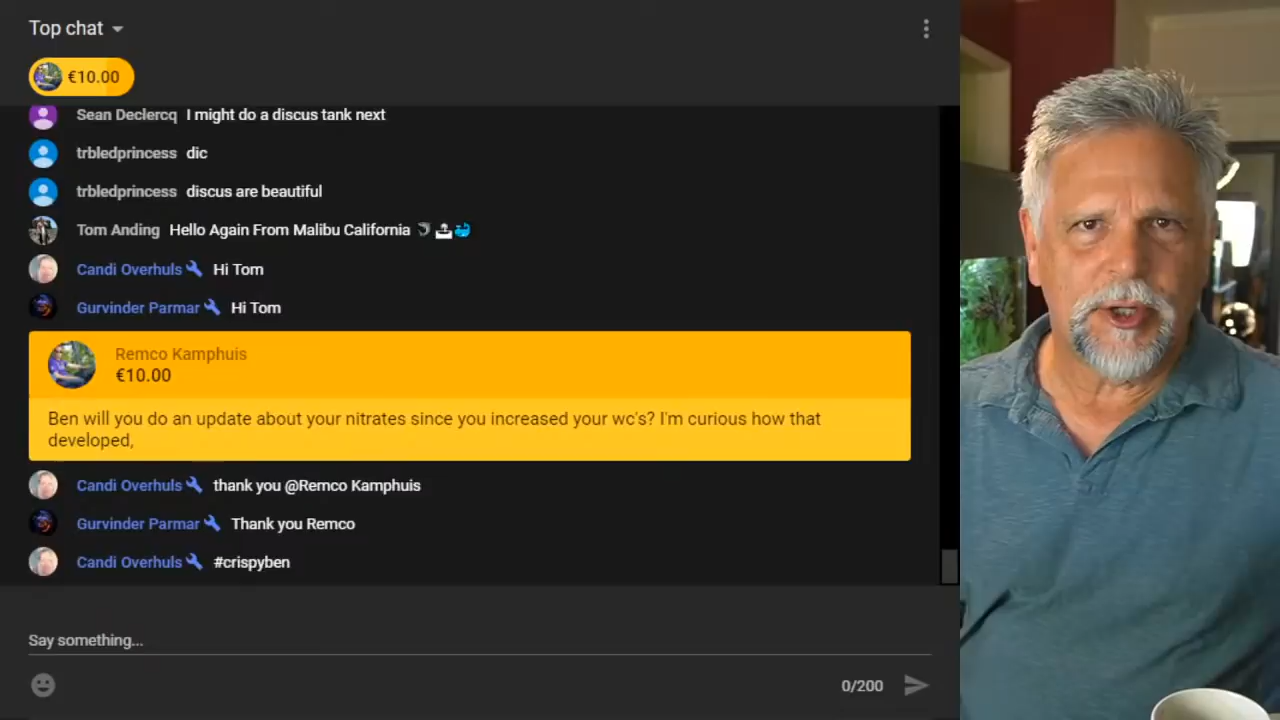 Top chat
€10.00
Sean Declercq I might do a discus tank next
trbledprincess dic
trbledprincess discus are beautiful
Tom Anding Hello Again From Malibu California
Candi Overhuls Hi Tom
Gurvinder Parmar Hi Tom
Remco Kamphuis
€10.00
Ben will you do an update about your nitrates since you increased your wc's? I'm curious how that
developed,
Candi Overhuls thank you @Remco Kamphuis
Gurvinder Parmar Thank you Remco
Candi Overhuls #crispyben
Say something...
0/200